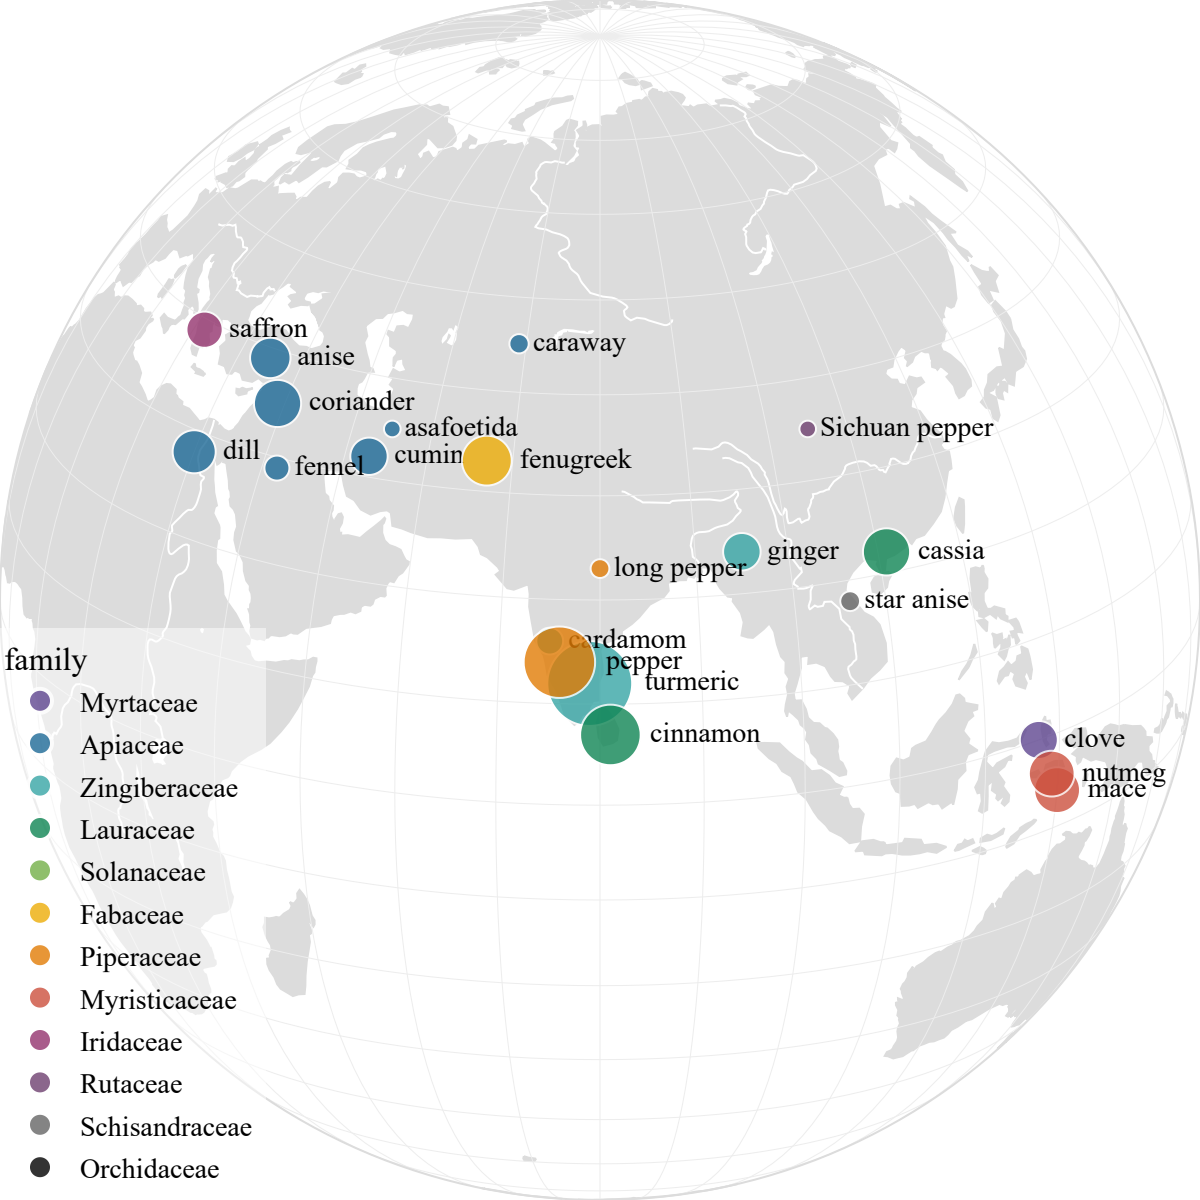 saffron
anise
caraway
coriander
asafoetida
Sichuan pepper
dill
cumin
fenugreek
fennel
ginger
cassia
long pepper
star anise
cardamom
pepper
turmeric
cinnamon
clove
nutmeg
mace
family
Myrtaceae
Apiaceae
Zingiberaceae
Lauraceae
Solanaceae
Fabaceae
Piperaceae
Myristicaceae
Iridaceae
Rutaceae
Schisandraceae
Orchidaceae